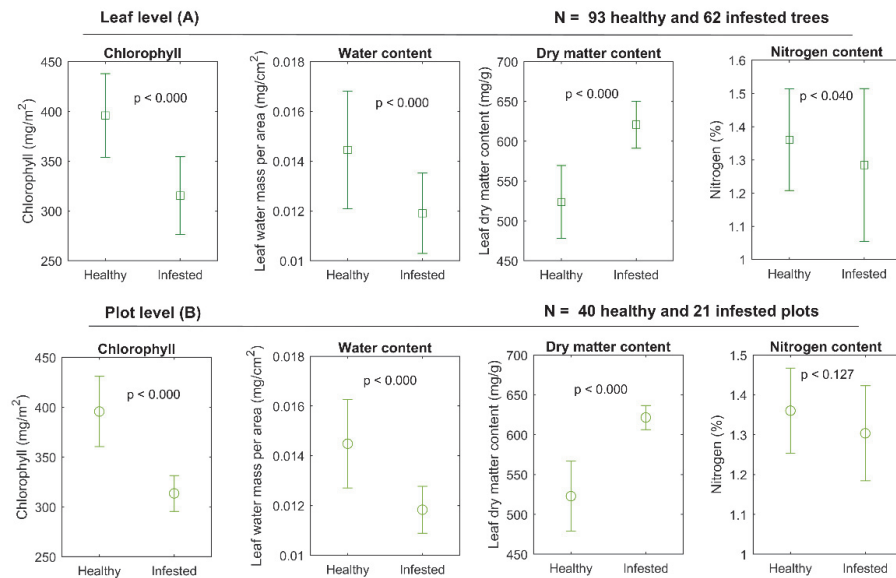 Leaf level (A)
N = 93 healthy and 62 infested trees
Chlorophyll
Chlorophyll (mg/m²)
450
400
350
300
250
p < 0.000
Healthy Infested
Water content
Leaf water mass per area (mg/cm²)
0.018
0.016
0.014
0.012
0.01
p < 0.000
Healthy Infested
Dry matter content
Leaf dry matter content (mg/g)
700
650
600
550
500
450
p < 0.000
Healthy Infested
Nitrogen content
Nitrogen (%)
1.6
1.5
1.4
1.3
1.2
1.1
1
p < 0.040
Healthy Infested
Plot level (B)
N = 40 healthy and 21 infested plots
Chlorophyll
Chlorophyll (mg/m²)
450
400
350
300
250
p < 0.000
Healthy Infested
Water content
Leaf water mass per area (mg/cm²)
0.018
0.016
0.014
0.012
0.01
p < 0.000
Healthy Infested
Dry matter content
Leaf dry matter content (mg/g)
700
650
600
550
500
450
p < 0.000
Healthy Infested
Nitrogen content
Nitrogen (%)
1.5
1.4
1.3
1.2
1.1
1
p < 0.127
Healthy Infested